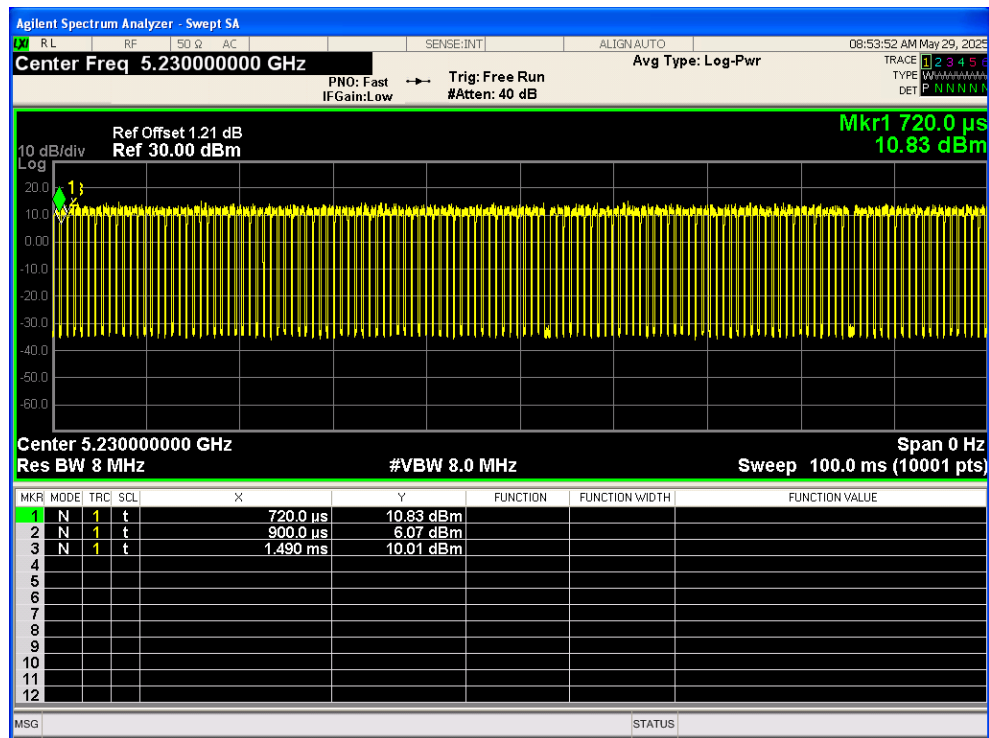 Agilent Spectrum Analyzer - Swept SA
LXI RL RF 50 Ω AC SENSE:INT ALIGNAUTO 08:53:52 AM May 29, 2025
Center Freq 5.230000000 GHz Avg Type: Log-Pwr TRACE 1 2 3 4 5 6
PNO: Fast Trig: Free Run TYPE
IFGain:Low #Atten: 40 dB DET P N N N N N
Mkr1 720.0 µs
Ref Offset 1.21 dB
10 dB/div Ref 30.00 dBm 10.83 dBm
Log
20.0
1 3
10.0
0.00
-10.0
-20.0
-30.0
-40.0
-50.0
-60.0
Center 5.230000000 GHz Span 0 Hz
Res BW 8 MHz #VBW 8.0 MHz Sweep 100.0 ms (10001 pts)
MKR MODE TRC SCL X Y FUNCTION FUNCTION WIDTH FUNCTION VALUE
1 N 1 t 720.0 µs 10.83 dBm
2 N 1 t 900.0 µs 6.07 dBm
3 N 1 t 1.490 ms 10.01 dBm
4
5
6
7
8
9
10
11
12
MSG STATUS